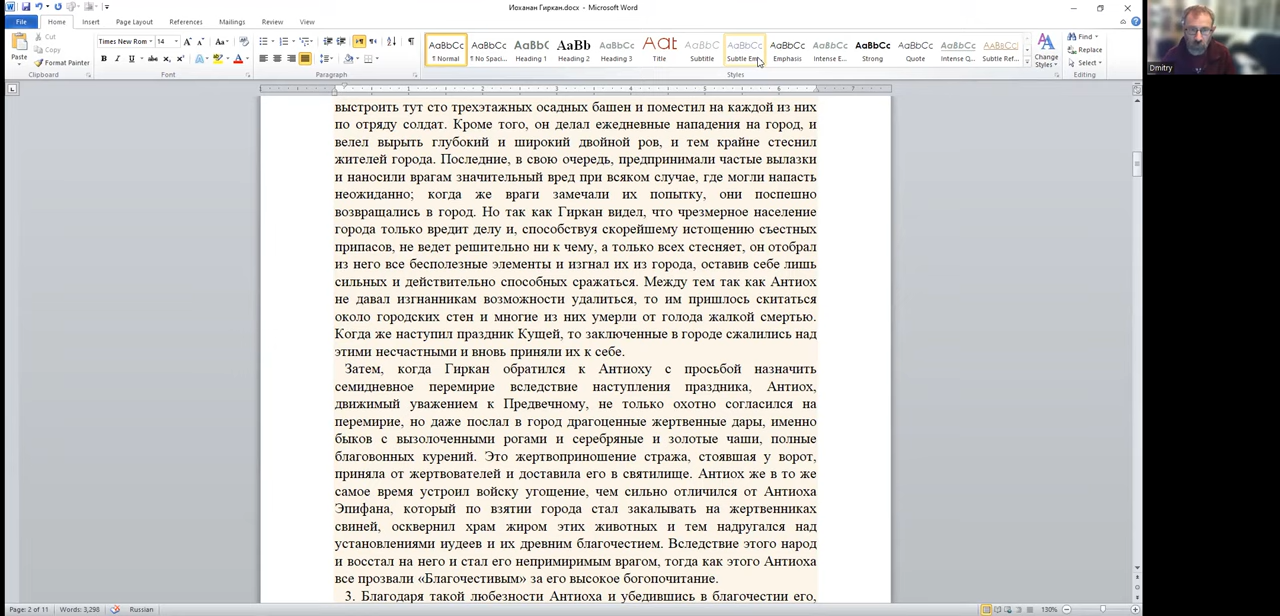 Иоханан Гиркан.docx - Microsoft Word
File Home Insert Page Layout References Mailings Review View
Cut
Copy
Format Painter
Paste
Clipboard
Times New Rom 14
Font
Paragraph
AaBbCc AaBbCc AaBbC AaBb AaBbCc AaBt AaBbC AaBbCc AaBbCc AaBbCc AaBbCc AaBbCc AaBbCc AaBbCc
¶ Normal ¶ No Spaci... Heading 1 Heading 2 Heading 3 Title Subtitle Subtle Em... Emphasis Intense E... Strong Quote Intense Q... Subtle Ref...
Styles
Change Styles
Find
Replace
Select
Editing
Dmitry
выстроить тут сто трехэтажных осадных башен и поместил на каждой из них
по отряду солдат. Кроме того, он делал ежедневные нападения на город, и
велел вырыть глубокий и широкий двойной ров, и тем крайне стеснил
жителей города. Последние, в свою очередь, предпринимали частые вылазки
и наносили врагам значительный вред при всяком случае, где могли напасть
неожиданно; когда же враги замечали их попытку, они поспешно
возвращались в город. Но так как Гиркан видел, что чрезмерное население
города только вредит делу и, способствуя скорейшему истощению съестных
припасов, не ведет решительно ни к чему, а только всех стесняет, он отобрал
из него все бесполезные элементы и изгнал их из города, оставив себе лишь
сильных и действительно способных сражаться. Между тем так как Антиох
не давал изгнанникам возможности удалиться, то им пришлось скитаться
около городских стен и многие из них умерли от голода жалкой смертью.
Когда же наступил праздник Кущей, то заключенные в городе сжалились над
этими несчастными и вновь приняли их к себе.
Затем, когда Гиркан обратился к Антиоху с просьбой назначить
семидневное перемирие вследствие наступления праздника, Антиох,
движимый уважением к Предвечному, не только охотно согласился на
перемирие, но даже послал в город драгоценные жертвенные дары, именно
быков с вызолоченными рогами и серебряные и золотые чаши, полные
благовонных курений. Это жертвоприношение стража, стоявшая у ворот,
приняла от жертвователей и доставила его в святилище. Антиох же в то же
самое время устроил войску угощение, чем сильно отличился от Антиоха
Эпифана, который по взятии города стал закалывать на жертвенниках
свиней, осквернил храм жиром этих животных и тем надругался над
установлениями иудеев и их древним благочестием. Вследствие этого народ
и восстал на него и стал его непримиримым врагом, тогда как этого Антиоха
все прозвали «Благочестивым» за его высокое богопочитание.
3. Благодаря такой любезности Антиоха и убедившись в благочестии его,
Page: 2 of 11 Words: 3,298 Russian 130%